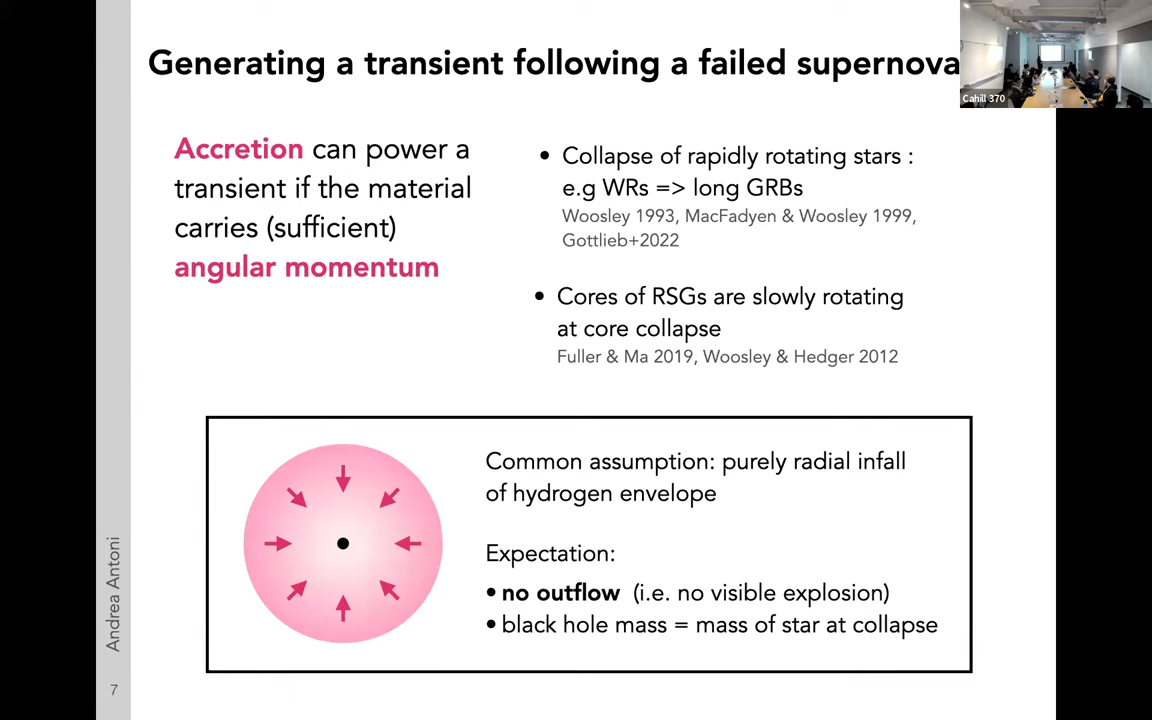 Generating a transient following a failed supernova
Cahill 370
Accretion can power a
transient if the material
carries (sufficient)
angular momentum
• Collapse of rapidly rotating stars :
e.g WRs => long GRBs
Woosley 1993, MacFadyen & Woosley 1999,
Gottlieb+2022
• Cores of RSGs are slowly rotating
at core collapse
Fuller & Ma 2019, Woosley & Hedger 2012
Common assumption: purely radial infall
of hydrogen envelope
Expectation:
• no outflow (i.e. no visible explosion)
• black hole mass = mass of star at collapse
Andrea Antoni
7